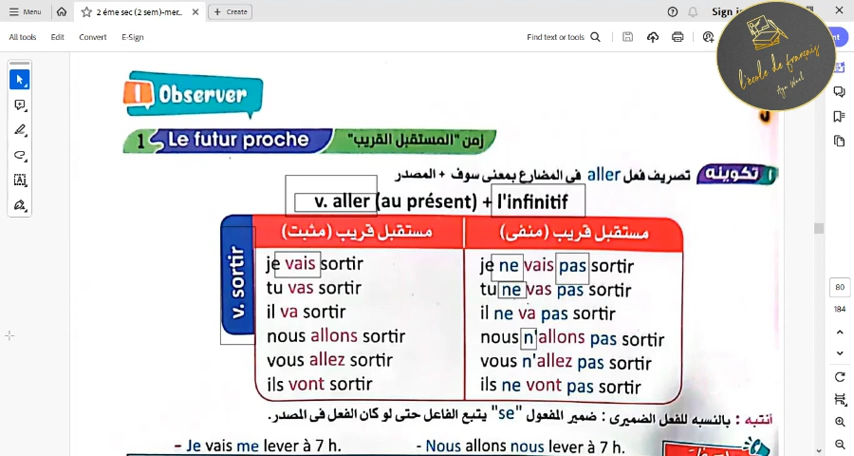 Menu
2 éme sec (2 sem)-mer...
Create
All tools
Edit
Convert
E-Sign
Find text or tools
l'école de français
I Observer
1 Le futur proche زمن "المستقبل القريب"
١ تكوينه تصريف فعل aller فى المضارع بمعنى سوف + المصدر
v. aller (au présent) + l'infinitif
v. sortir
مستقبل قريب (مثبت) مستقبل قريب (منفى)
je vais sortir je ne vais pas sortir
tu vas sortir tu ne vas pas sortir
il va sortir il ne va pas sortir
nous allons sortir nous n'allons pas sortir
vous allez sortir vous n'allez pas sortir
ils vont sortir ils ne vont pas sortir
أنتبه : بالنسبه للفعل الضميرى : ضمير المفعول "se" يتبع الفاعل حتى لو كان الفعل فى المصدر.
- Je vais me lever à 7 h. - Nous allons nous lever à 7 h.
80
184